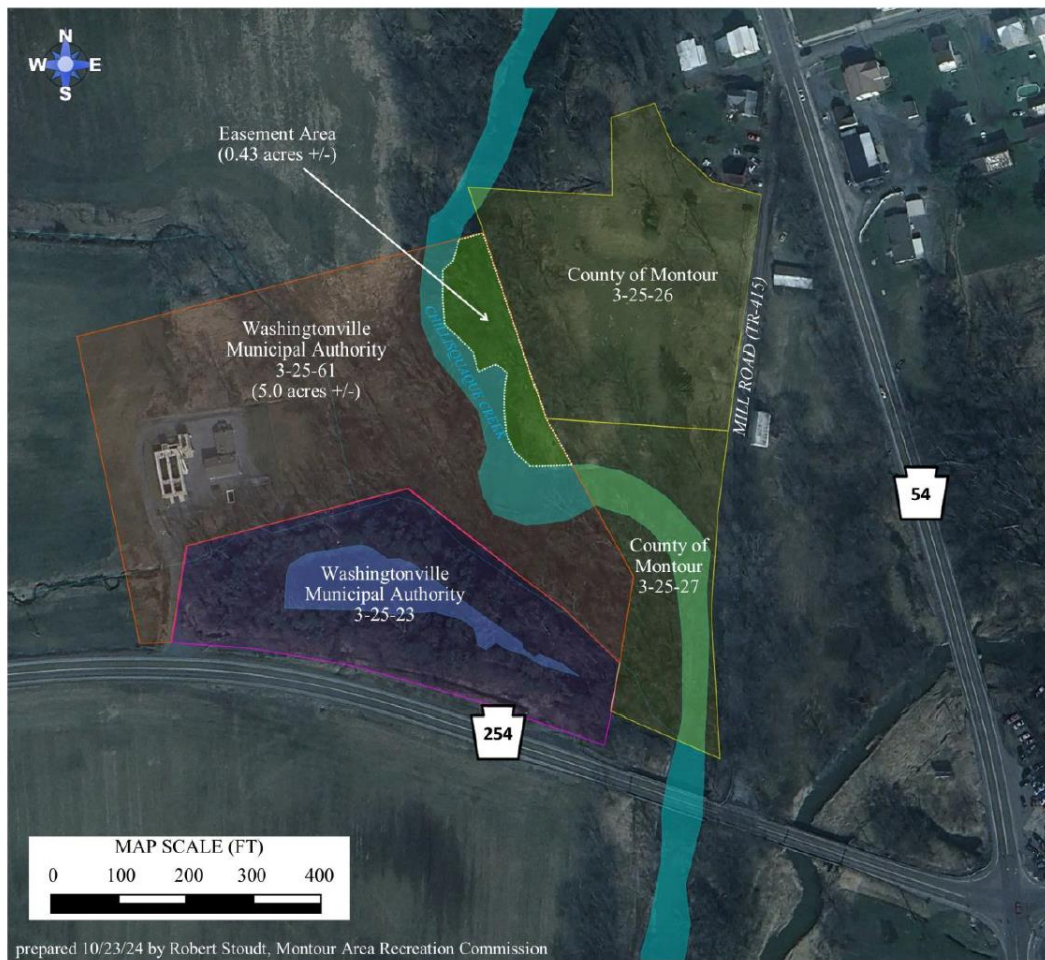 N
W E
S
Easement Area
(0.43 acres +/-)
County of Montour
3-25-26
Washingtonville
Municipal Authority
3-25-61
(5.0 acres +/-)
CHILLISQUAQUE CREEK
MILL ROAD (TR-415)
54
County of
Montour
3-25-27
Washingtonville
Municipal Authority
3-25-23
254
MAP SCALE (FT)
0 100 200 300 400
prepared 10/23/24 by Robert Stoudt, Montour Area Recreation Commission